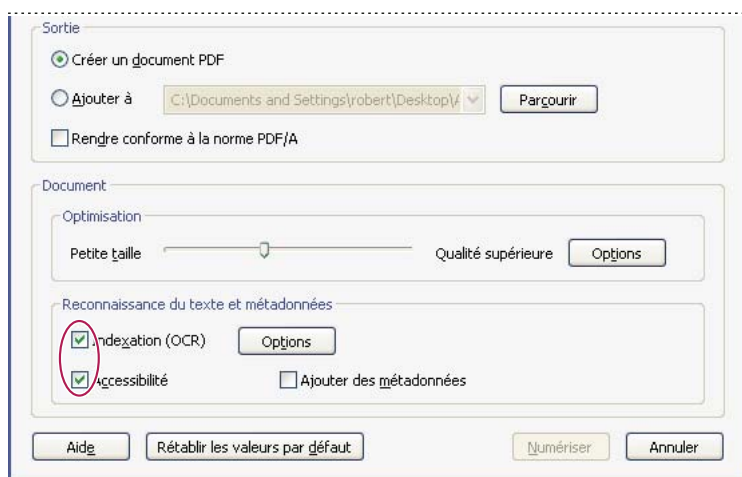 Sortie
Créer un document PDF
Ajouter à C:\Documents and Settings\robert\Desktop\ Parcourir
Rendre conforme à la norme PDF/A
Document
Optimisation
Petite taille Qualité supérieure Options
Reconnaissance du texte et métadonnées
Indexation (OCR) Options
Accessibilité Ajouter des métadonnées
Aide Rétablir les valeurs par défaut Numériser Annuler